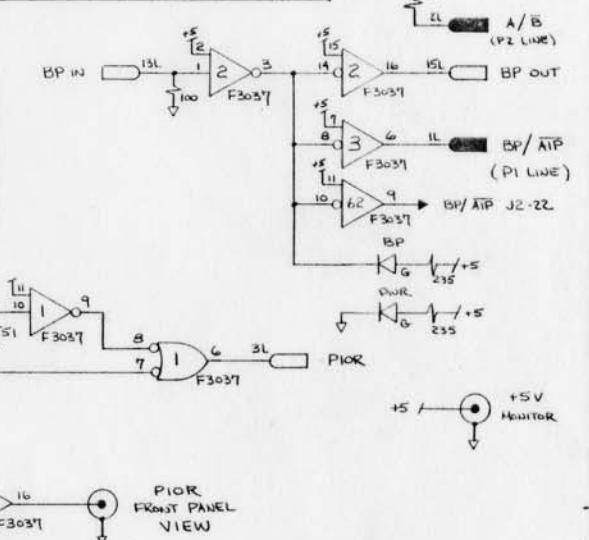 2L
A/B̅
(P2 LINE)
+5
2
BP IN
13L
1
2
3
F3037
100
+5
15
14
2
16
15L
BP OUT
F3037
+5
7
8
3
6
1L
BP/A̅I̅P̅
(P1 LINE)
F3037
+5
11
10
62
9
BP/A̅I̅P̅ J2-22
F3037
BP
G
235
+5
PWR
G
235
+5
11
10
1
9
F3037
51
8
7
1
6
3L
PIOR
F3037
+5
+5V
MONITOR
16
F3037
PIOR
FRONT PANEL
VIEW